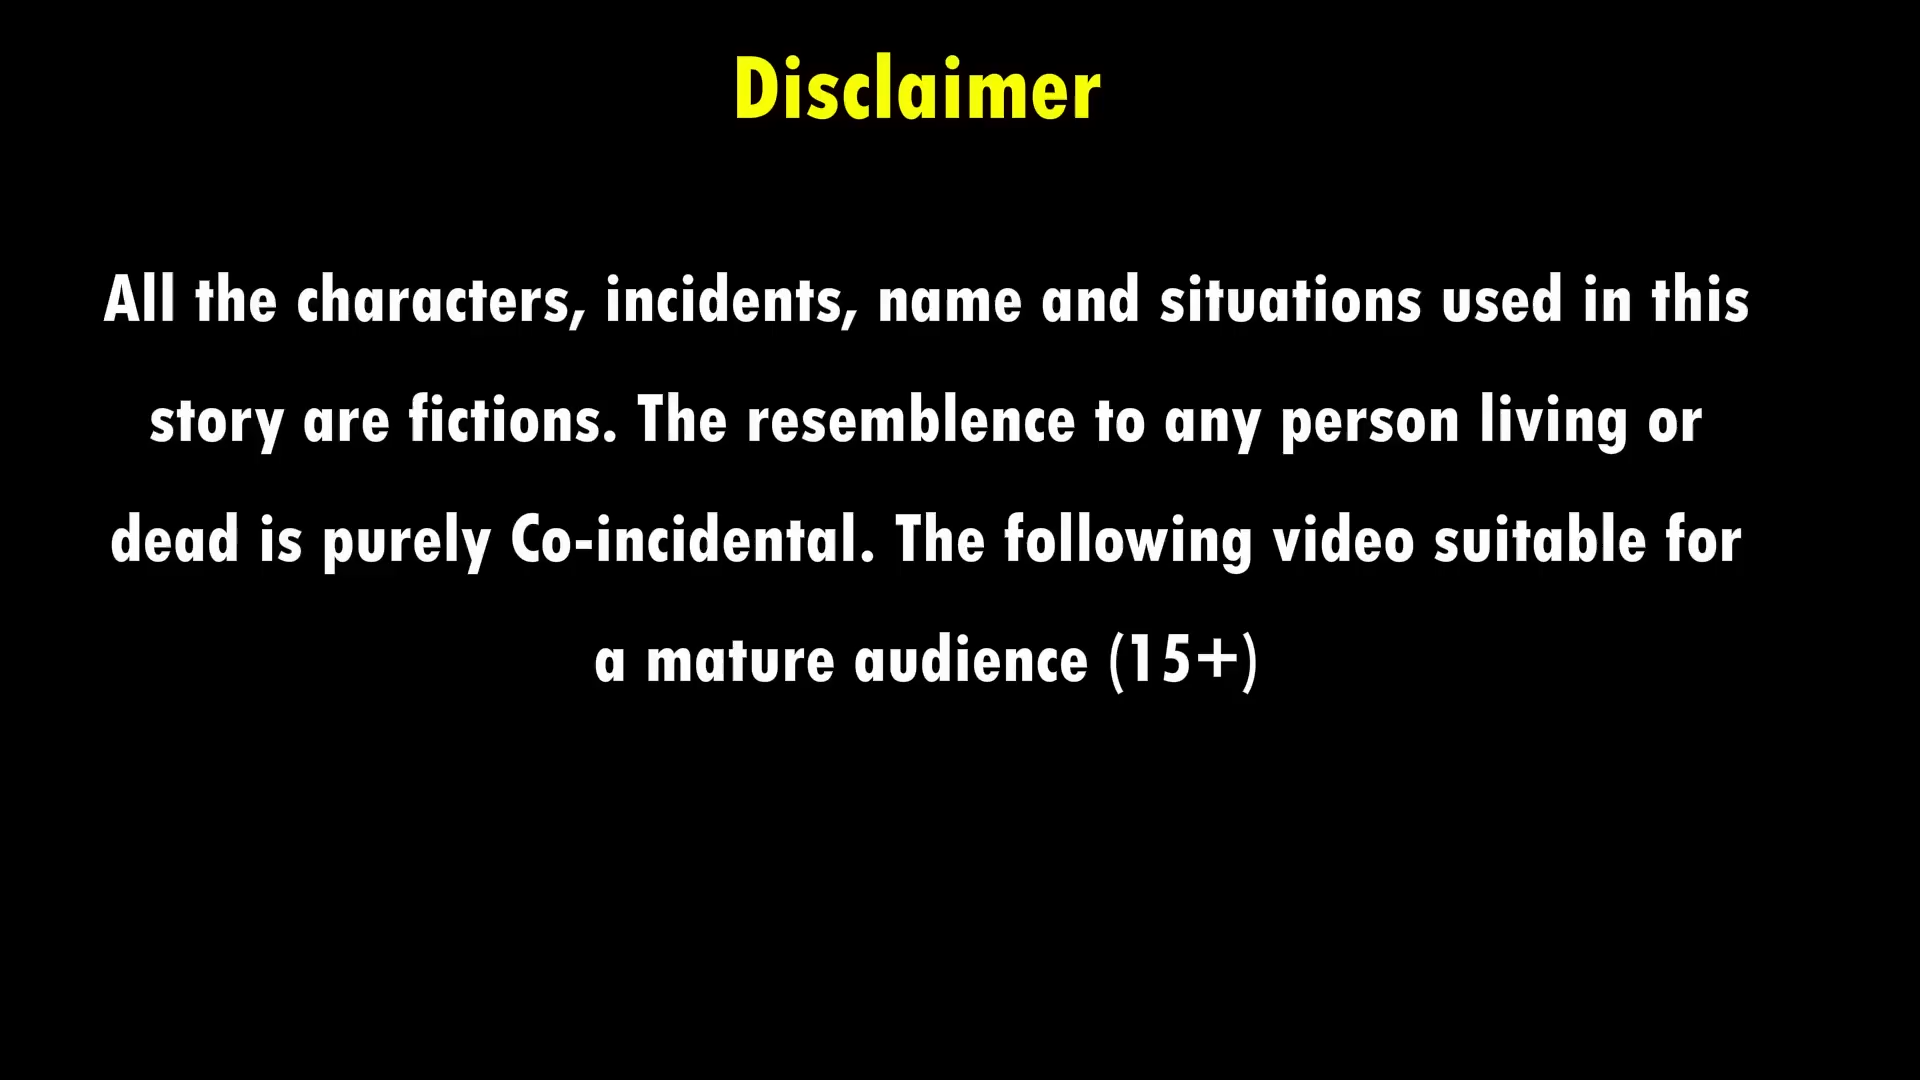 Disclaimer
All the characters, incidents, name and situations used in this
story are fictions. The resemblence to any person living or
dead is purely Co-incidental. The following video suitable for
a mature audience (15+)